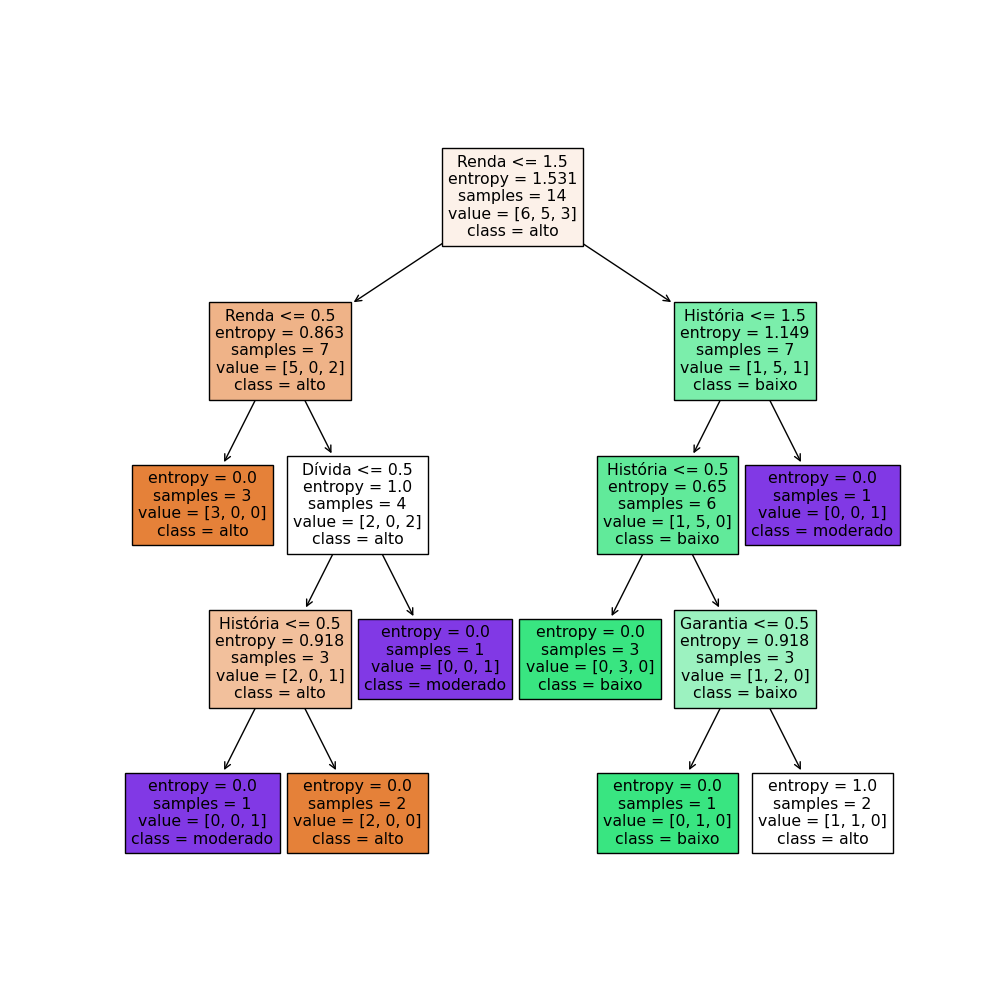 Renda <= 1.5
entropy = 1.531
samples = 14
value = [6, 5, 3]
class = alto
Renda <= 0.5
entropy = 0.863
samples = 7
value = [5, 0, 2]
class = alto
História <= 1.5
entropy = 1.149
samples = 7
value = [1, 5, 1]
class = baixo
entropy = 0.0
samples = 3
value = [3, 0, 0]
class = alto
Dívida <= 0.5
entropy = 1.0
samples = 4
value = [2, 0, 2]
class = alto
História <= 0.5
entropy = 0.65
samples = 6
value = [1, 5, 0]
class = baixo
entropy = 0.0
samples = 1
value = [0, 0, 1]
class = moderado
História <= 0.5
entropy = 0.918
samples = 3
value = [2, 0, 1]
class = alto
entropy = 0.0
samples = 1
value = [0, 0, 1]
class = moderado
entropy = 0.0
samples = 3
value = [0, 3, 0]
class = baixo
Garantia <= 0.5
entropy = 0.918
samples = 3
value = [1, 2, 0]
class = baixo
entropy = 0.0
samples = 1
value = [0, 0, 1]
class = moderado
entropy = 0.0
samples = 2
value = [2, 0, 0]
class = alto
entropy = 0.0
samples = 1
value = [0, 1, 0]
class = baixo
entropy = 1.0
samples = 2
value = [1, 1, 0]
class = alto